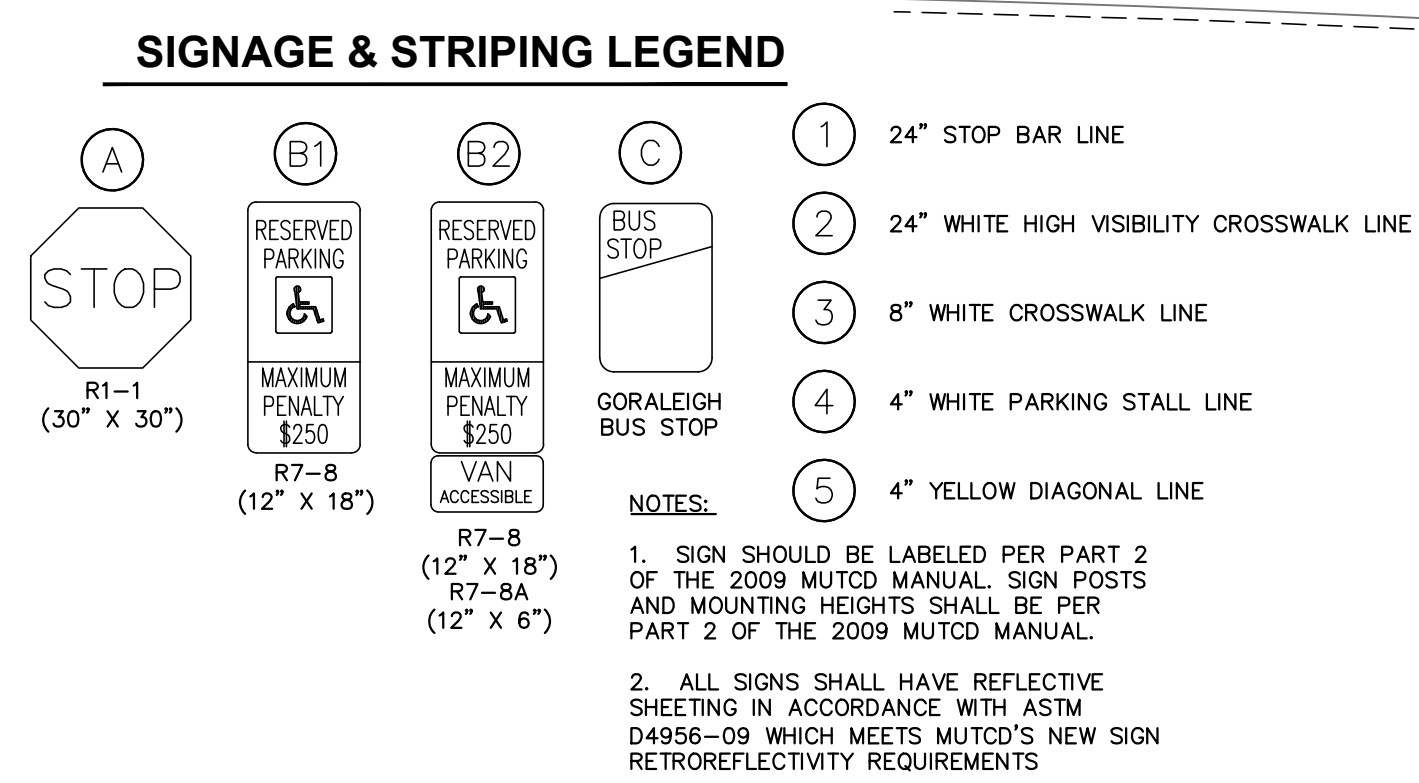 SIGNAGE & STRIPING LEGEND
A
STOP
R1-1
(30” X 30”)
B1
RESERVED
PARKING
MAXIMUM
PENALTY
$250
R7-8
(12” X 18”)
B2
RESERVED
PARKING
MAXIMUM
PENALTY
$250
VAN
ACCESSIBLE
R7-8
(12” X 18”)
R7-8A
(12” X 6”)
C
BUS
STOP
GORALEIGH
BUS STOP
1 24” STOP BAR LINE
2 24” WHITE HIGH VISIBILITY CROSSWALK LINE
3 8” WHITE CROSSWALK LINE
4 4” WHITE PARKING STALL LINE
5 4” YELLOW DIAGONAL LINE
NOTES:
1. SIGN SHOULD BE LABELED PER PART 2
OF THE 2009 MUTCD MANUAL. SIGN POSTS
AND MOUNTING HEIGHTS SHALL BE PER
PART 2 OF THE 2009 MUTCD MANUAL.
2. ALL SIGNS SHALL HAVE REFLECTIVE
SHEETING IN ACCORDANCE WITH ASTM
D4956-09 WHICH MEETS MUTCD’S NEW SIGN
RETROREFLECTIVITY REQUIREMENTS